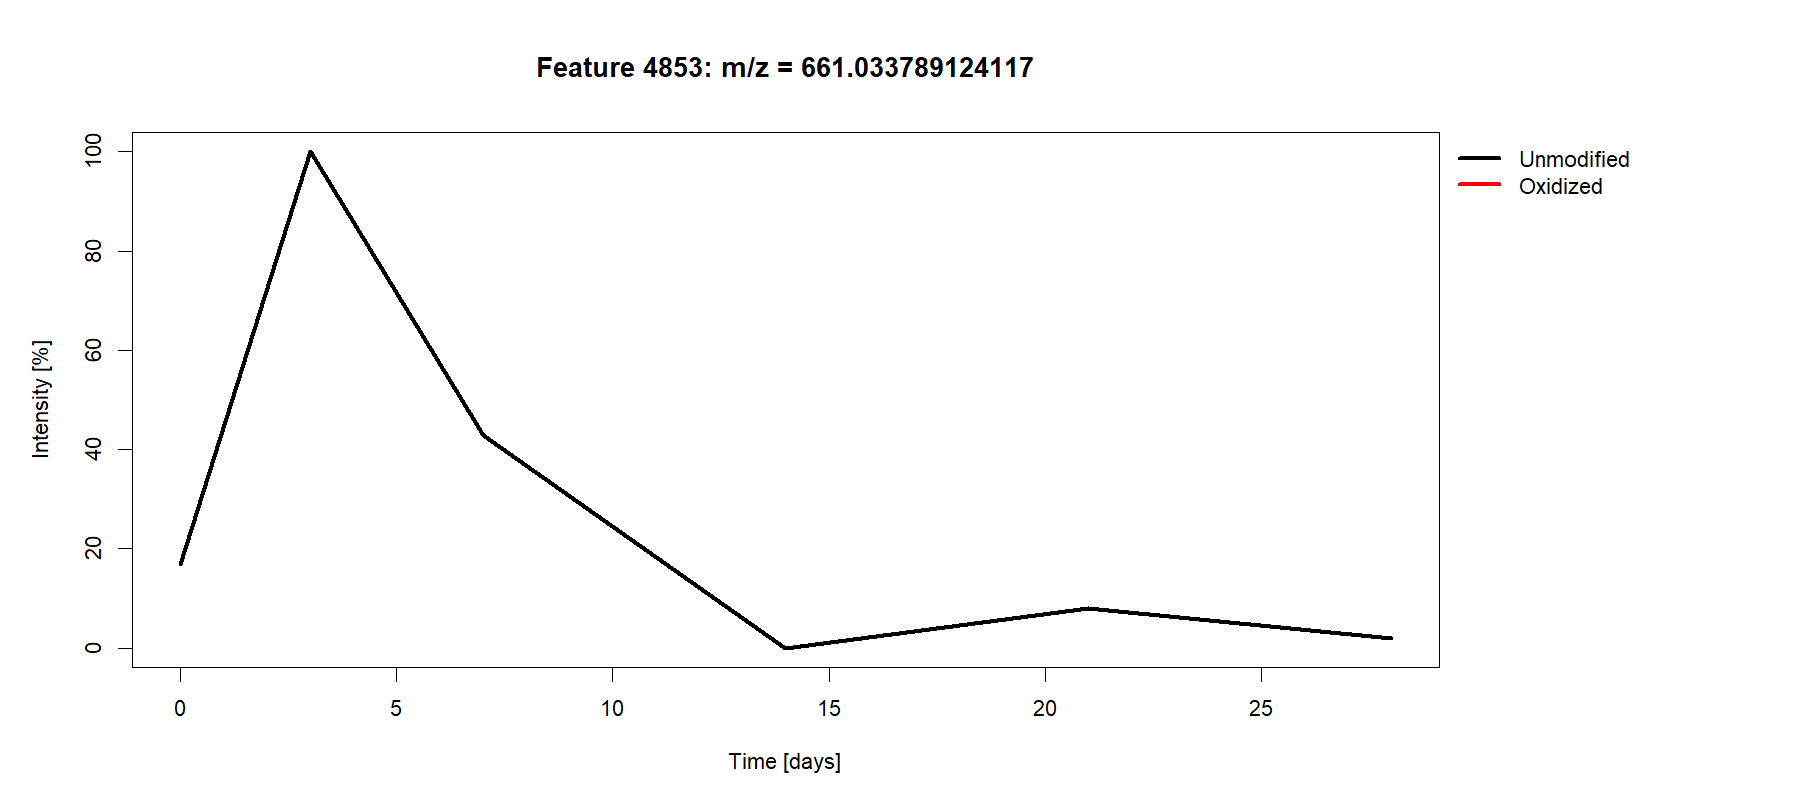 Feature 4853: m/z = 661.033789124117
Unmodified
Oxidized
Intensity [%]
100
80
60
40
20
0
0 5 10 15 20 25
Time [days]